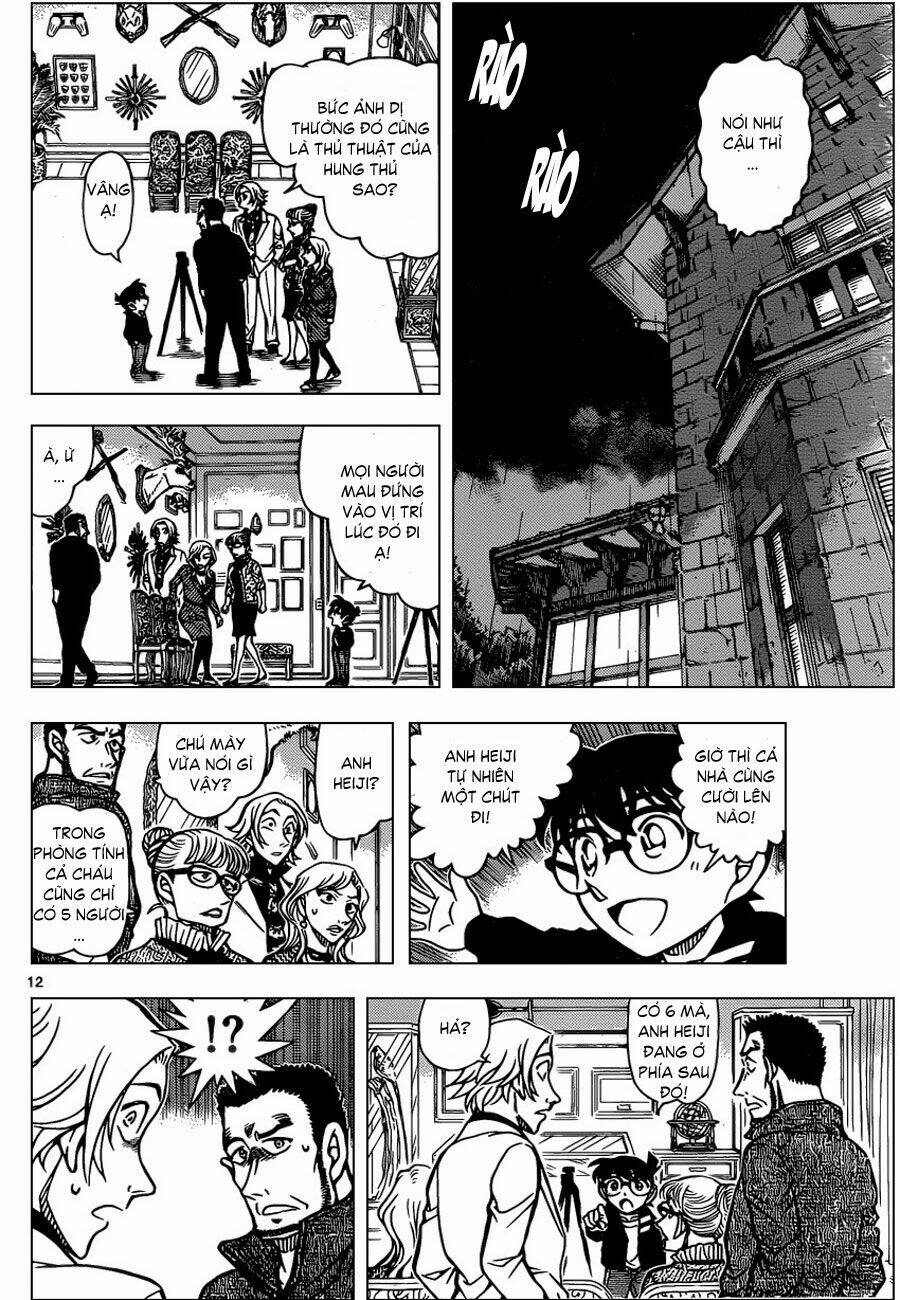 RÀO
RÀO
NÓI NHƯ
CẬU THÌ
...
BỨC ẢNH DỊ
THƯỜNG ĐÓ CŨNG
LÀ THỦ THUẬT CỦA
HUNG THỦ
SAO?
VÂNG
Ạ!
MỌI NGƯỜI
MAU ĐỨNG
VÀO VỊ TRÍ
LÚC ĐÓ ĐI
Ạ!
À, Ừ
...
GIỜ THÌ CẢ
NHÀ CÙNG
CƯỜI LÊN
NÀO!
ANH HEIJI
TỰ NHIÊN
MỘT CHÚT
ĐI!
ANH
HEIJI?
CHÚ MÀY
VỪA NÓI GÌ
VẬY?
TRONG
PHÒNG TÍNH
CẢ CHÁU
CŨNG CHỈ
CÓ 5 NGƯỜI
...
12
CÓ 6 MÀ,
ANH HEIJI
ĐANG Ở
PHÍA SAU
ĐÓ!
HẢ?
!?